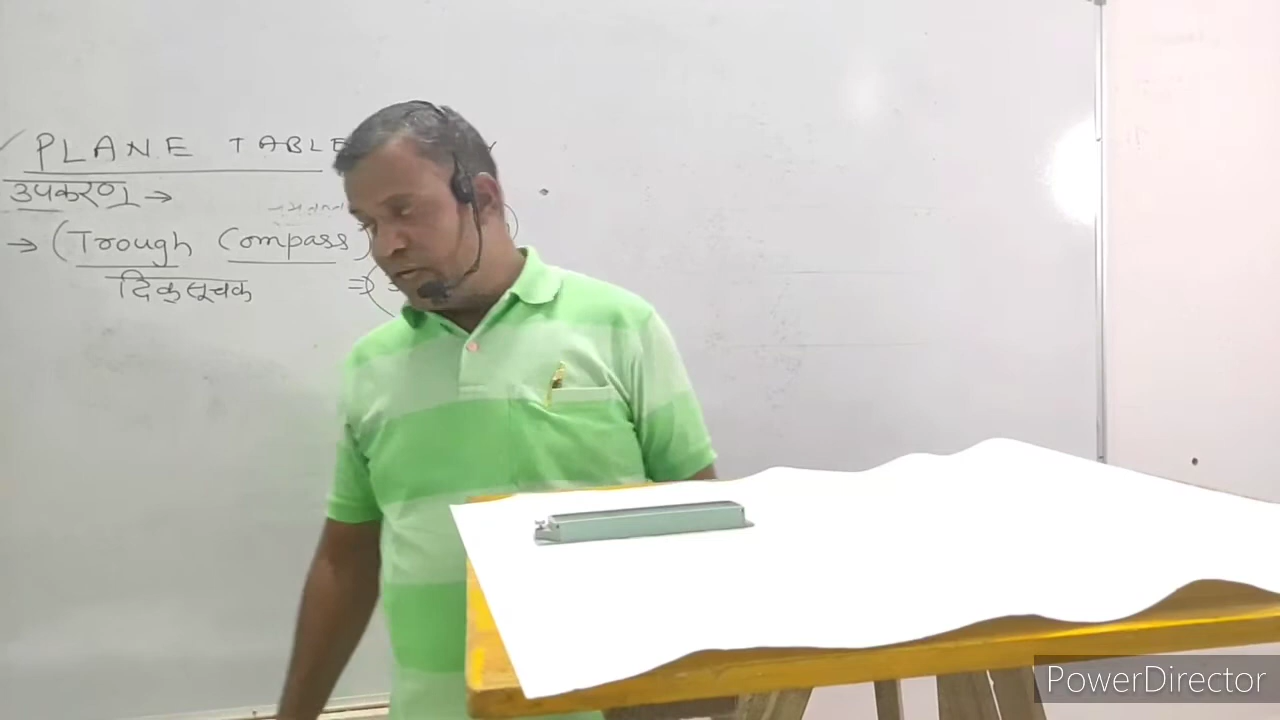 PLANE TABLE
उपकरण →
→ (Trough Compass)
दिक्सूचक ⇒(
PowerDirector